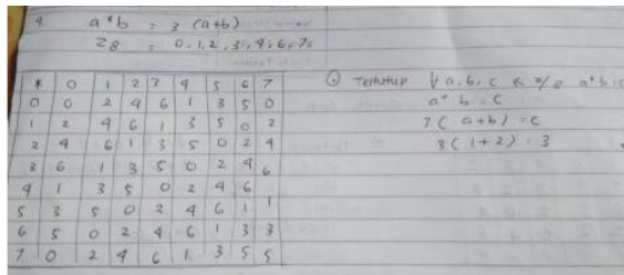 9. a * b = 3 (a+b)
Z8 = 0, 1, 2, 3, 4, 6, 7.
* 0 1 2 3 4 5 6 7
0 0 2 4 6 1 3 5 0
1 2 4 6 1 3 5 0 2
2 4 6 1 3 5 0 2 4
3 6 1 3 5 0 2 4 6
4 1 3 5 0 2 4 6
5 3 5 0 2 4 6 1 1
6 5 0 2 4 6 1 3 3
7 0 2 4 6 1 3 5 5
Tertutup ∀ a, b, c a * b = c
a * b = c
3 ( a+b) = c
3 ( 1 + 2) = 3